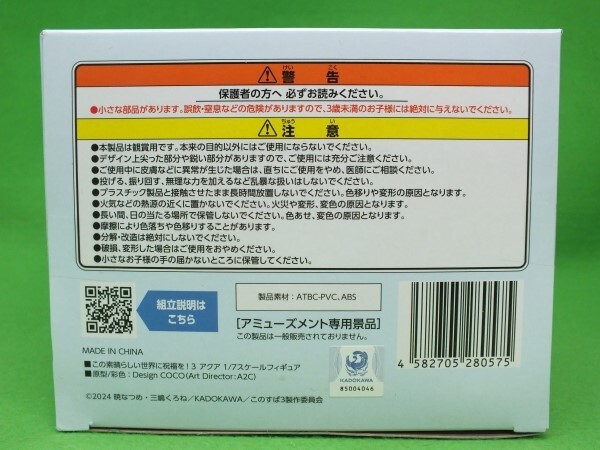 けい こく
警 告
保護者の方へ 必ずお読みください。
●小さな部品があります。誤飲・窒息などの危険がありますので、3歳未満のお子様には絶対に与えないでください。
ちゅう い
注 意
●本製品は観賞用です。本来の目的以外にはご使用にならないでください。
●デザイン上尖った部分や鋭い部分がありますので、ご使用には充分ご注意ください。
●ご使用中に皮膚などに異常が生じた場合は、直ちにご使用をやめ、医師にご相談ください。
●投げる、振り回す、無理な力を加えるなど乱暴な扱いはしないでください。
●プラスチック製品と接触させたまま長時間放置しないでください。色移りや変形の原因となります。
●火気などの熱源の近くに置かないでください。火災や変形、変色の原因となります。
●長い間、日の当たる場所で保管しないでください。色あせ、変色の原因となります。
●摩擦により色落ちや色移りすることがあります。
●分解・改造は絶対にしないでください。
●破損、変形した場合はご使用をおやめください。
●小さなお子様の手の届かないところに保管してください。
組立説明は
こちら
製品素材：ATBC-PVC、ABS
［アミューズメント専用景品］
この製品は一般販売されておりません。
4 582705 280575
MADE IN CHINA
■この素晴らしい世界に祝福を！3 アクア 1/7スケールフィギュア
■原型/彩色：Design COCO(Art Director:A2C)
KADOKAWA
85004046
©2024 暁なつめ・三嶋くろね／KADOKAWA／このすば3製作委員会